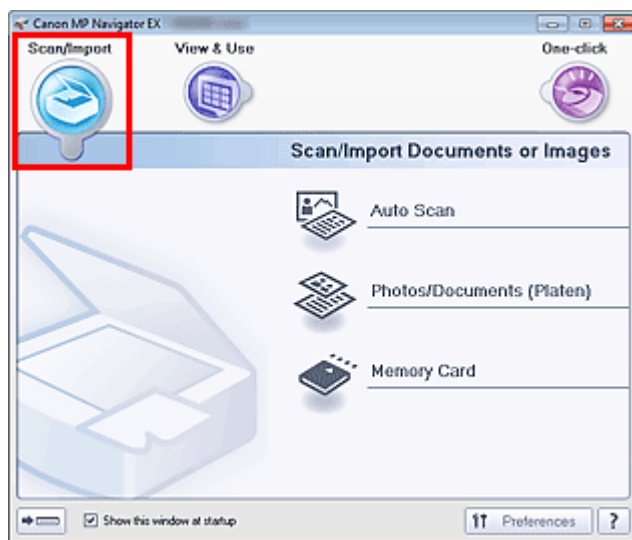 Canon MP Navigator EX
Scan/Import
View & Use
One-click
Scan/Import Documents or Images
Auto Scan
Photos/Documents (Platen)
Memory Card
Show this window at startup
Preferences
?